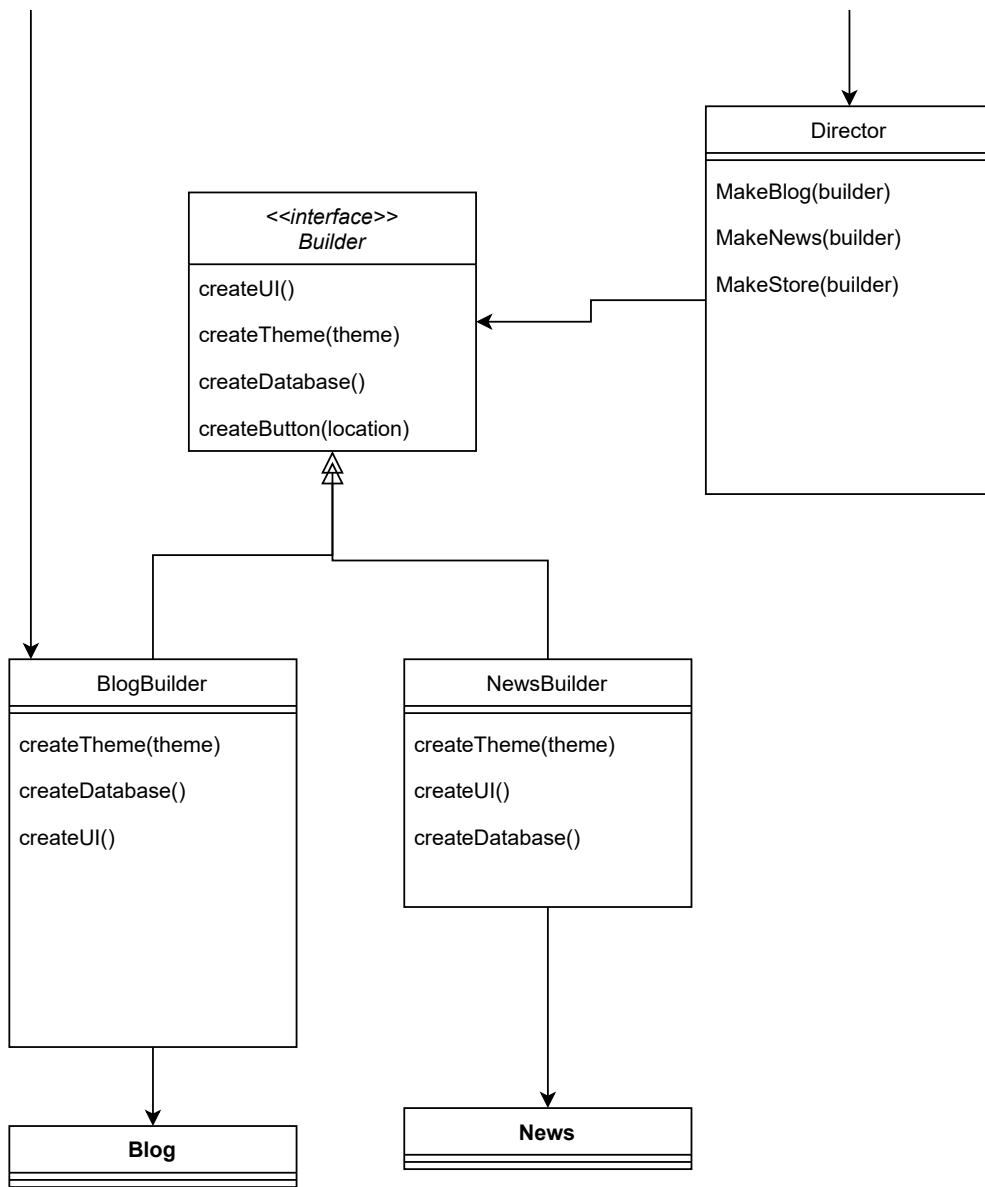 Director
MakeBlog(builder)
MakeNews(builder)
MakeStore(builder)
<<interface>>
Builder
createUI()
createTheme(theme)
createDatabase()
createButton(location)
BlogBuilder
createTheme(theme)
createDatabase()
createUI()
NewsBuilder
createTheme(theme)
createUI()
createDatabase()
Blog
News